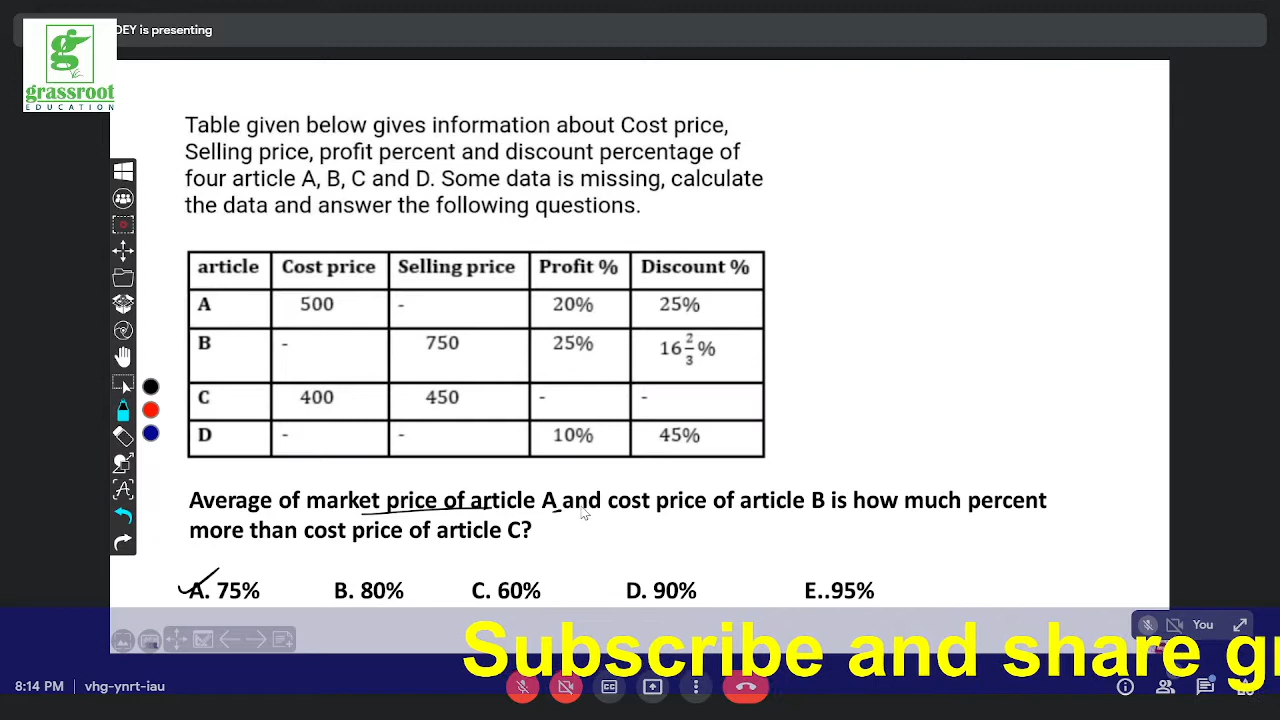 DEY is presenting
g
grassroot
EDUCATION
Table given below gives information about Cost price,
Selling price, profit percent and discount percentage of
four article A, B, C and D. Some data is missing, calculate
the data and answer the following questions.
article Cost price Selling price Profit % Discount %
A 500 - 20% 25%
B - 750 25% 16 2/3 %
C 400 450 - -
D - - 10% 45%
Average of market price of article A and cost price of article B is how much percent
more than cost price of article C?
A. 75% B. 80% C. 60% D. 90% E..95%
You
Subscribe and share gr
8:14 PM | vhg-ynrt-iau